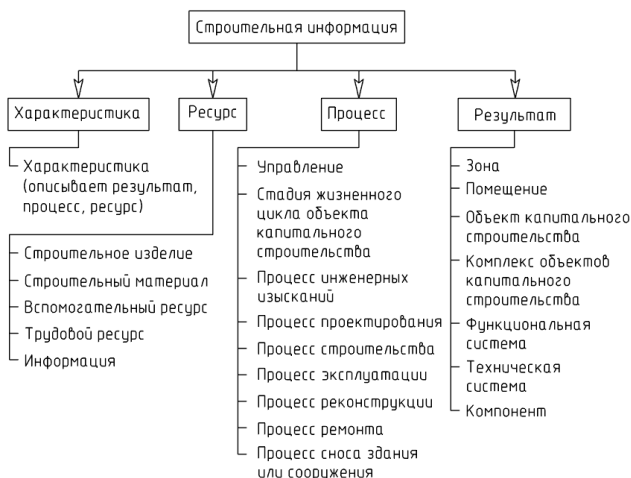 Строительная информация
Характеристика
Ресурс
Процесс
Результат
Характеристика
(описывает результат,
процесс, ресурс)
Строительное изделие
Строительный материал
Вспомогательный ресурс
Трудовой ресурс
Информация
Управление
Стадия жизненного
цикла объекта
капитального
строительства
Процесс инженерных
изысканий
Процесс проектирования
Процесс строительства
Процесс эксплуатации
Процесс реконструкции
Процесс ремонта
Процесс сноса здания
или сооружения
Зона
Помещение
Объект капитального
строительства
Комплекс объектов
капитального
строительства
Функциональная
система
Техническая
система
Компонент